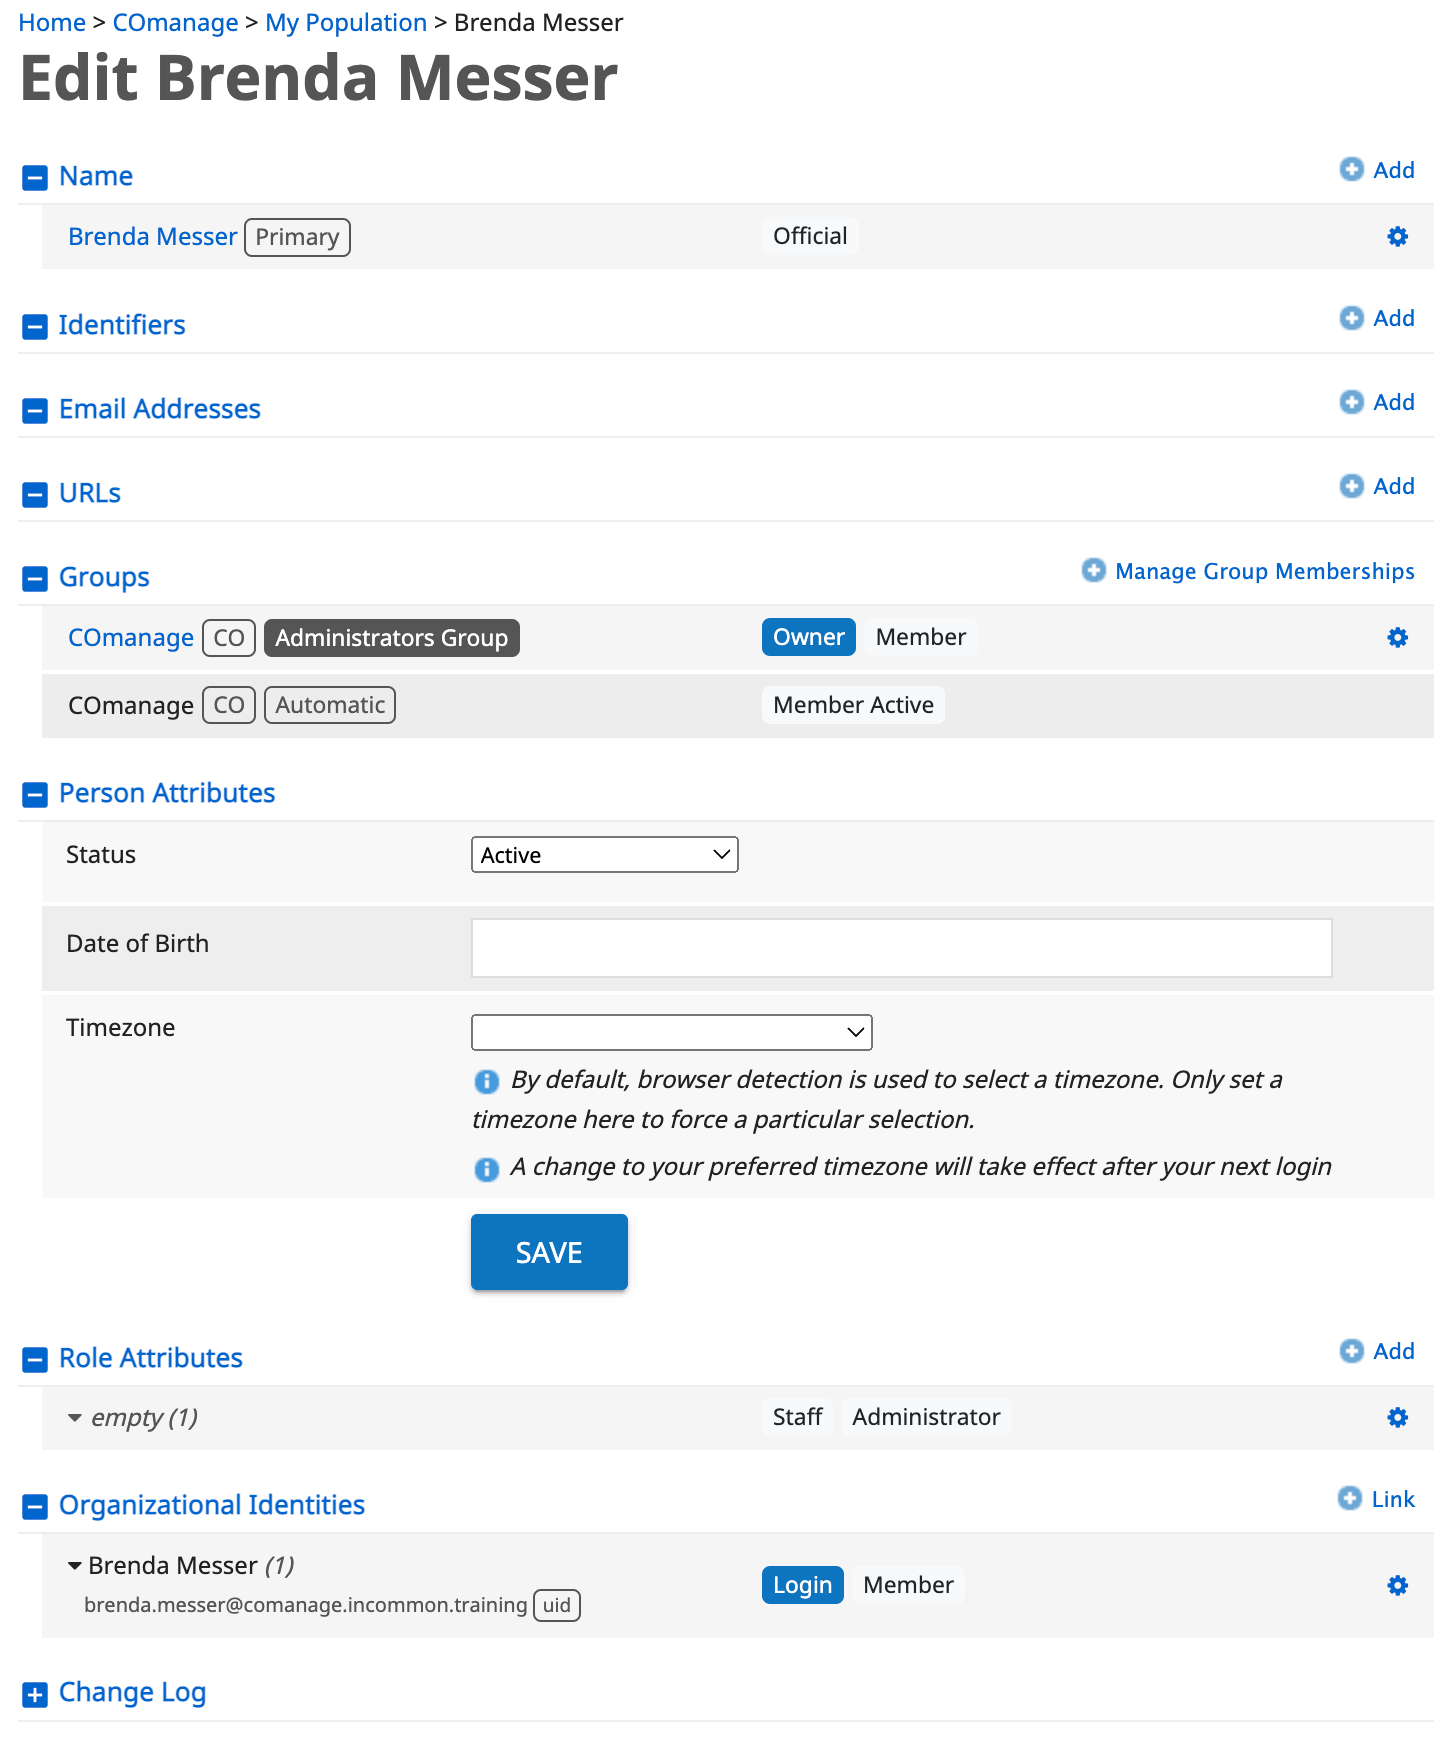 Home > COmanage > My Population > Brenda Messer
Edit Brenda Messer
Name
Add
Brenda Messer Primary Official
Identifiers
Add
Email Addresses
Add
URLs
Add
Groups
Manage Group Memberships
COmanage CO Administrators Group Owner Member
COmanage CO Automatic Member Active
Person Attributes
Status Active
Date of Birth
Timezone
By default, browser detection is used to select a timezone. Only set a
timezone here to force a particular selection.
A change to your preferred timezone will take effect after your next login
SAVE
Role Attributes
Add
empty (1) Staff Administrator
Organizational Identities
Link
Brenda Messer (1)
Login Member
brenda.messer@comanage.incommon.training uid
Change Log